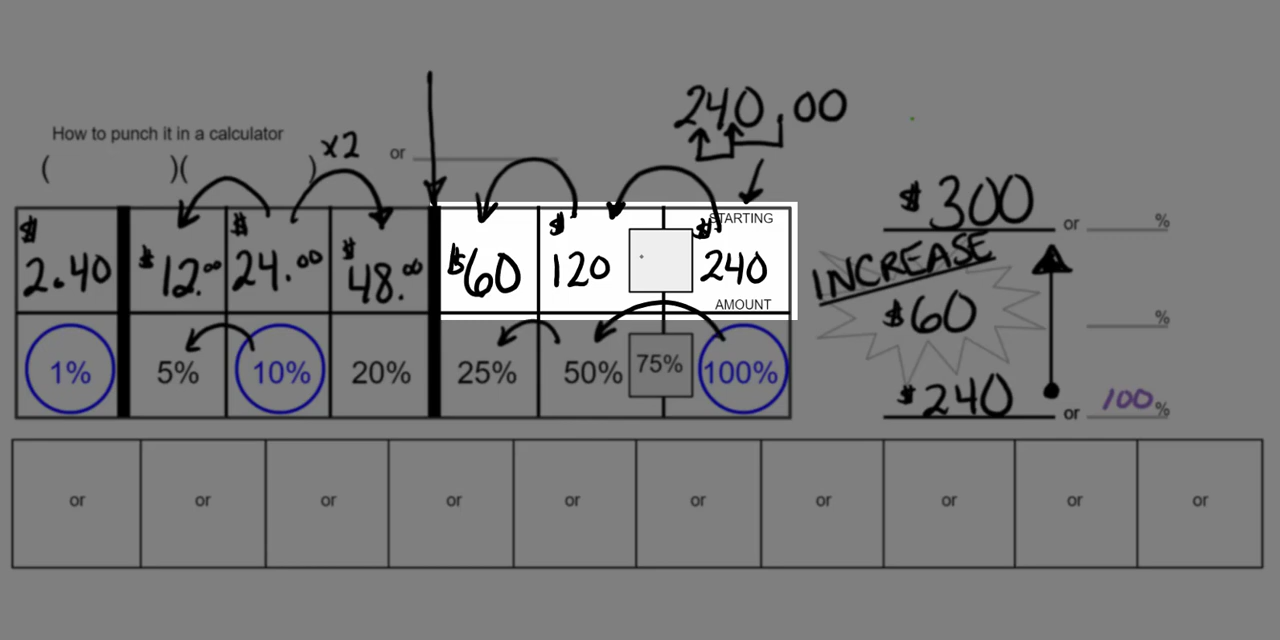 240.00
How to punch it in a calculator
( )( ) x2 or
$ 2.40 $ 12.00 $ 24.00 $ 48.00 $60 $ 120 $ 240 STARTING AMOUNT
1% 5% 10% 20% 25% 50% 75% 100%
$ 300 or %
INCREASE
$60 %
$ 240 or 100 %
or or or or or or or or or or